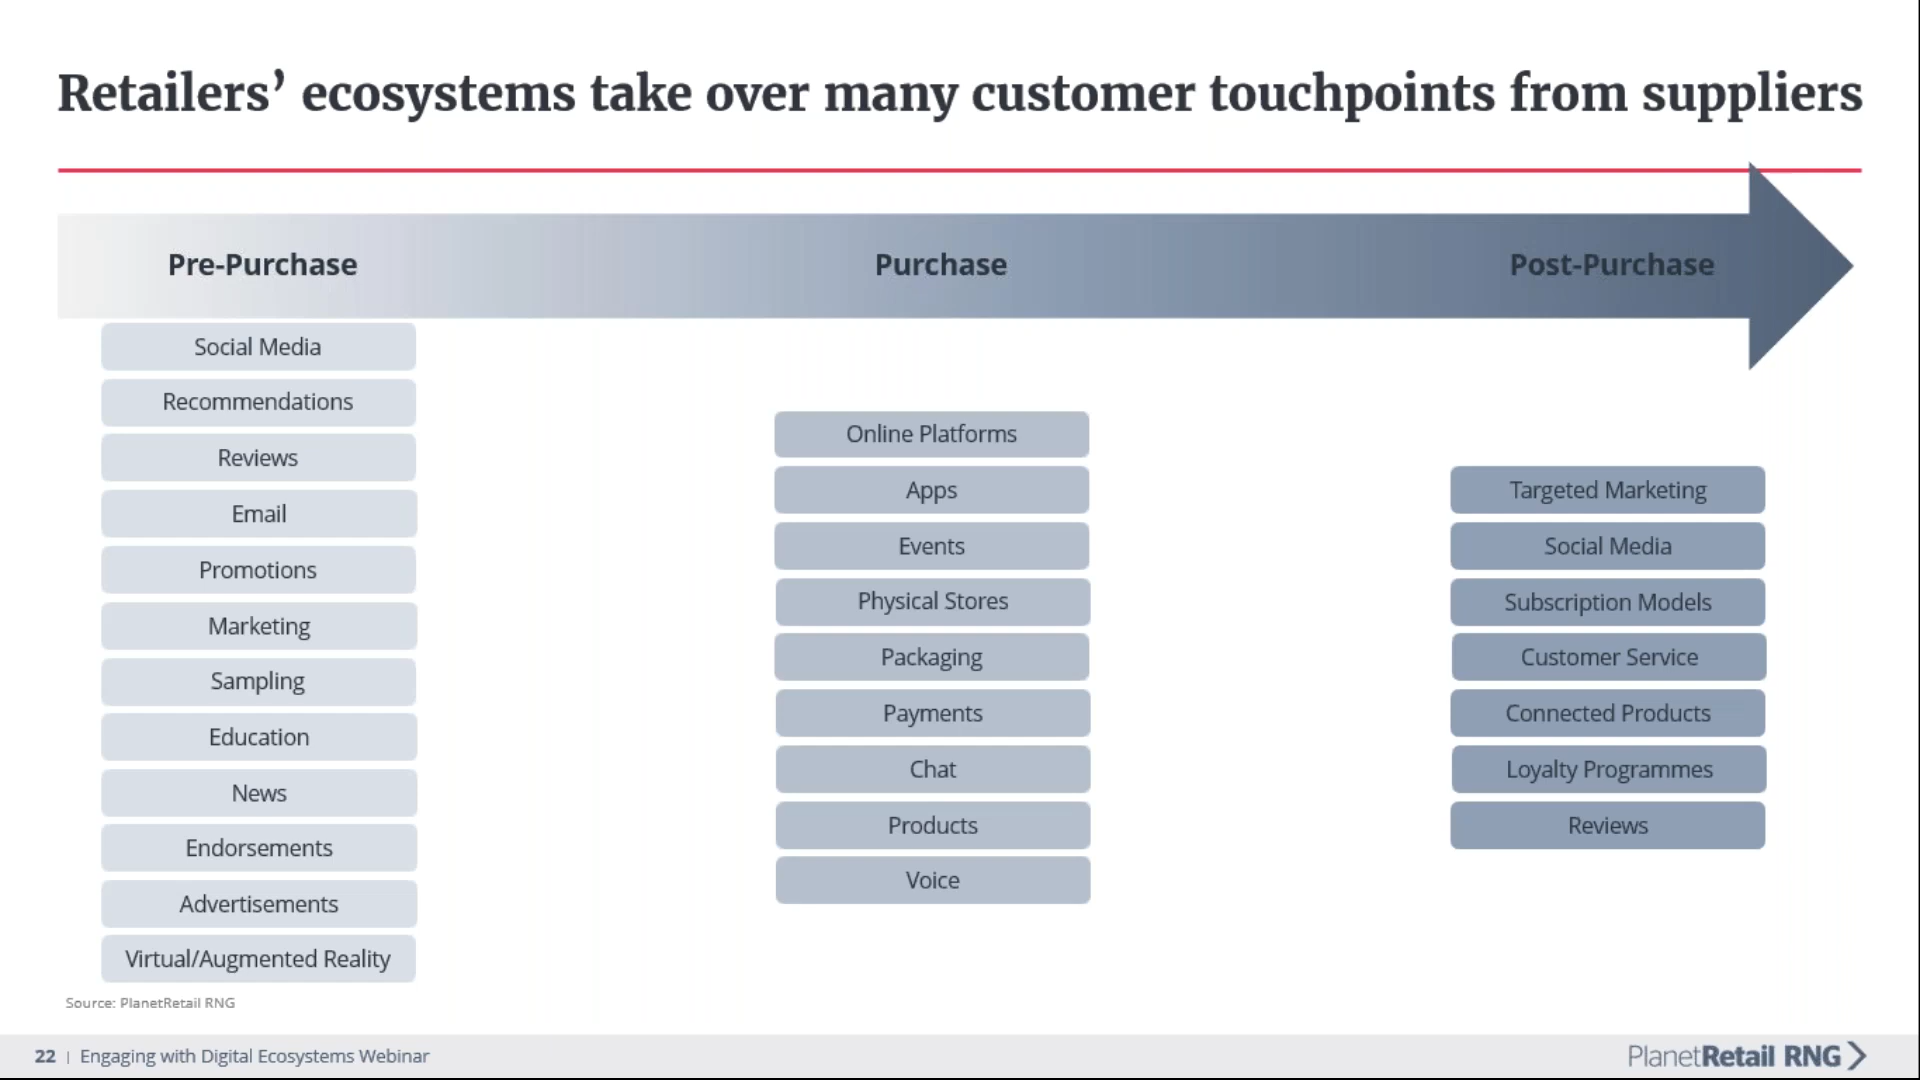 Retailers’ ecosystems take over many customer touchpoints from suppliers
Pre-Purchase
Purchase
Post-Purchase
Social Media
Recommendations
Reviews
Email
Promotions
Marketing
Sampling
Education
News
Endorsements
Advertisements
Virtual/Augmented Reality
Online Platforms
Apps
Events
Physical Stores
Packaging
Payments
Chat
Products
Voice
Targeted Marketing
Social Media
Subscription Models
Customer Service
Connected Products
Loyalty Programmes
Reviews
Source: PlanetRetail RNG
22 | Engaging with Digital Ecosystems Webinar
PlanetRetail RNG